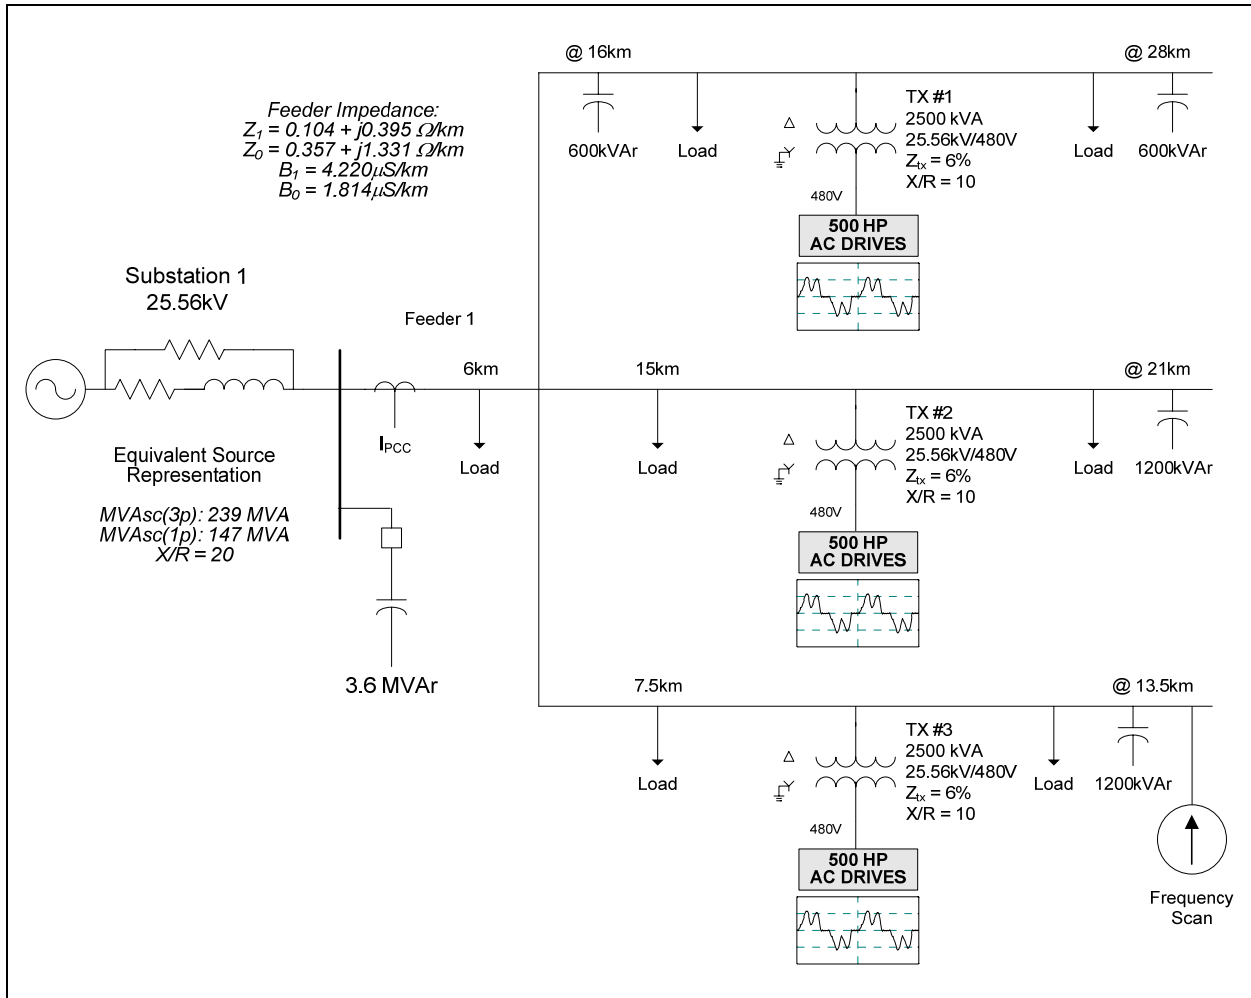 @ 16km
@ 28km
Feeder Impedance:
Z1 = 0.104 + j0.395 Ω/km
Z0 = 0.357 + j1.331 Ω/km
B1 = 4.220μS/km
B0 = 1.814μS/km
600kVAr
Load
TX #1
2500 kVA
25.56kV/480V
Ztx = 6%
X/R = 10
Load
600kVAr
480V
500 HP
AC DRIVES
Substation 1
25.56kV
Feeder 1
6km
15km
@ 21km
IPCC
Load
Load
TX #2
2500 kVA
25.56kV/480V
Ztx = 6%
X/R = 10
Load
1200kVAr
480V
500 HP
AC DRIVES
Equivalent Source
Representation
MVAsc(3p): 239 MVA
MVAsc(1p): 147 MVA
X/R = 20
3.6 MVAr
7.5km
@ 13.5km
Load
TX #3
2500 kVA
25.56kV/480V
Ztx = 6%
X/R = 10
Load
1200kVAr
480V
500 HP
AC DRIVES
Frequency
Scan